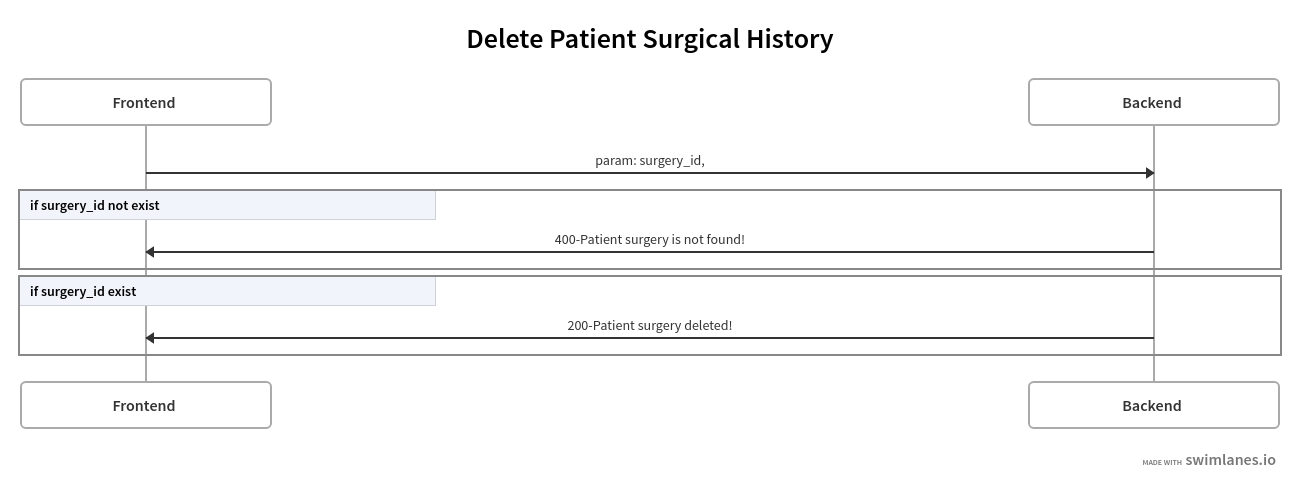 Delete Patient Surgical History
Frontend
Backend
param: surgery_id,
if surgery_id not exist
400-Patient surgery is not found!
if surgery_id exist
200-Patient surgery deleted!
Frontend
Backend
MADE WITH swimlanes.io